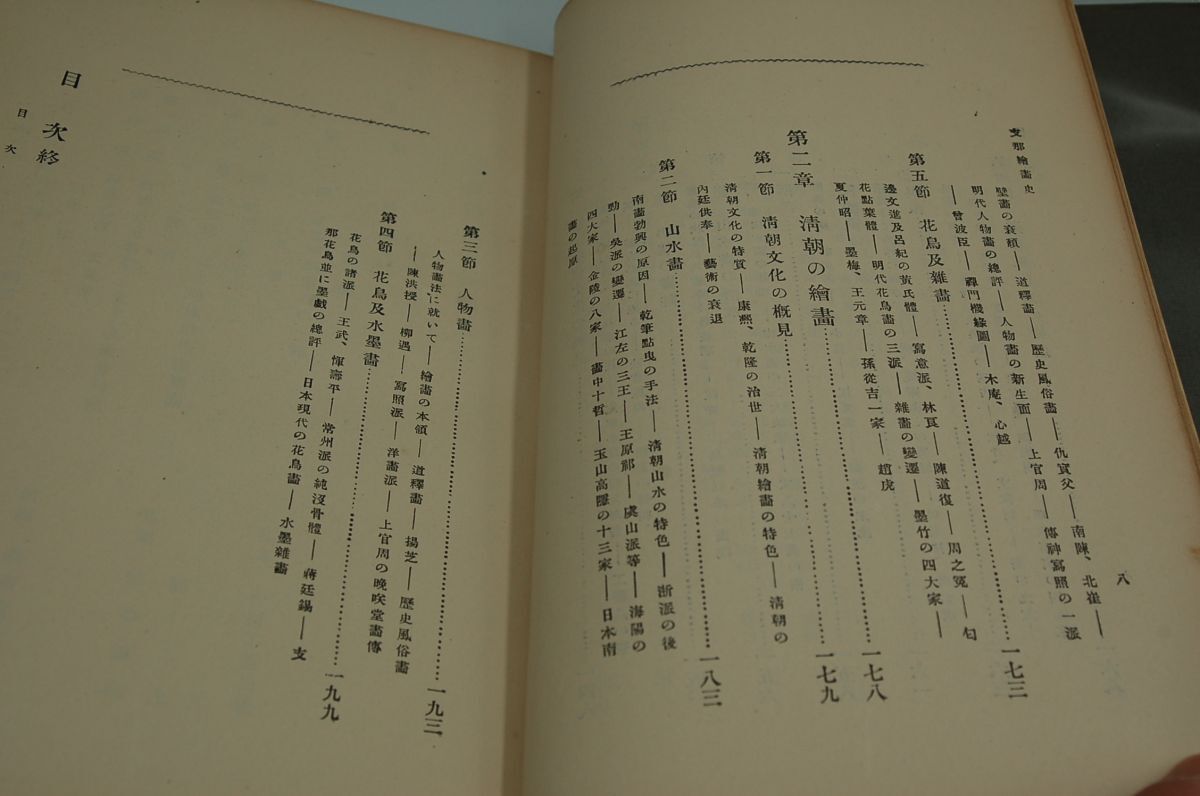 支那繪畫史
八
壁畫の衰頽——道釋畫——歷史風俗畫——仇實父——南陳、北崔——
明代人物畫の總評——人物畫の新生面——上官周——傳神寫照の一派
——曾波臣——禪門機緣圖——木庵、心越…………一七三
第五節 花鳥及雜畫…………一七八
邊文進及呂紀の黃氏體——寫意派、林良——陳道復——周之冕——勾
花點葉體——明代花鳥畫の三派——雜畫の變遷——墨竹の四大家——
夏仲昭——墨梅、王元章——孫從吉一家——趙虎
第二章 淸朝の繪畫…………一七九
第一節 淸朝文化の槪見…………一七九
淸朝文化の特質——康熙、乾隆の治世——淸朝繪畫の特色——淸朝の
內廷供奉——藝術の衰退
第二節 山水畫…………一八三
南畫勃興の原因——乾筆點曳の手法——淸朝山水の特色——浙派の後
勁——吳派の變遷——江左の三王——王原祁——虞山派等——海陽の
四大家——金陵の八家——畫中十哲——玉山高隱の十三家——日本南
畫の起原
第三節 人物畫…………一九三
人物畫法に就いて——繪畫の本領——道釋畫——揚芝——歷史風俗畫
——陳洪授——柳遇——寫照派——洋畫派——上官周の晚咲堂畫傳
第四節 花鳥及水墨畫…………一九九
花鳥の諸派——王武、惲壽平——常州派の純沒骨體——蔣廷錫——支
那花鳥並に墨戲の總評——日本現代の花鳥畫——水墨雜畫
目次終
目次